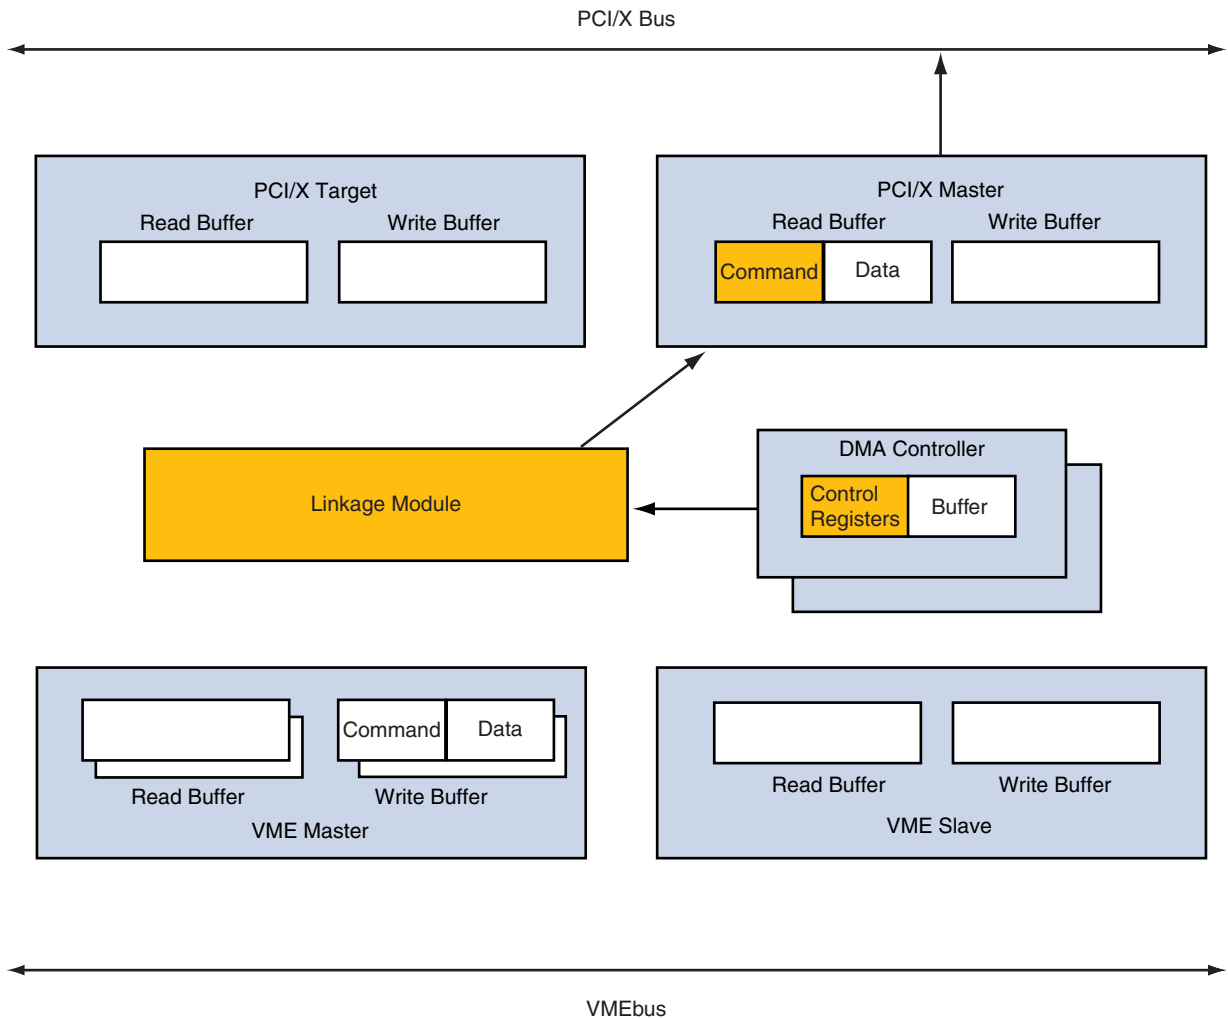 PCI/X Bus
PCI/X Target
Read Buffer
Write Buffer
PCI/X Master
Read Buffer
Write Buffer
Command
Data
Linkage Module
DMA Controller
Control
Registers
Buffer
Command
Data
Read Buffer
Write Buffer
VME Master
Read Buffer
Write Buffer
VME Slave
VMEbus